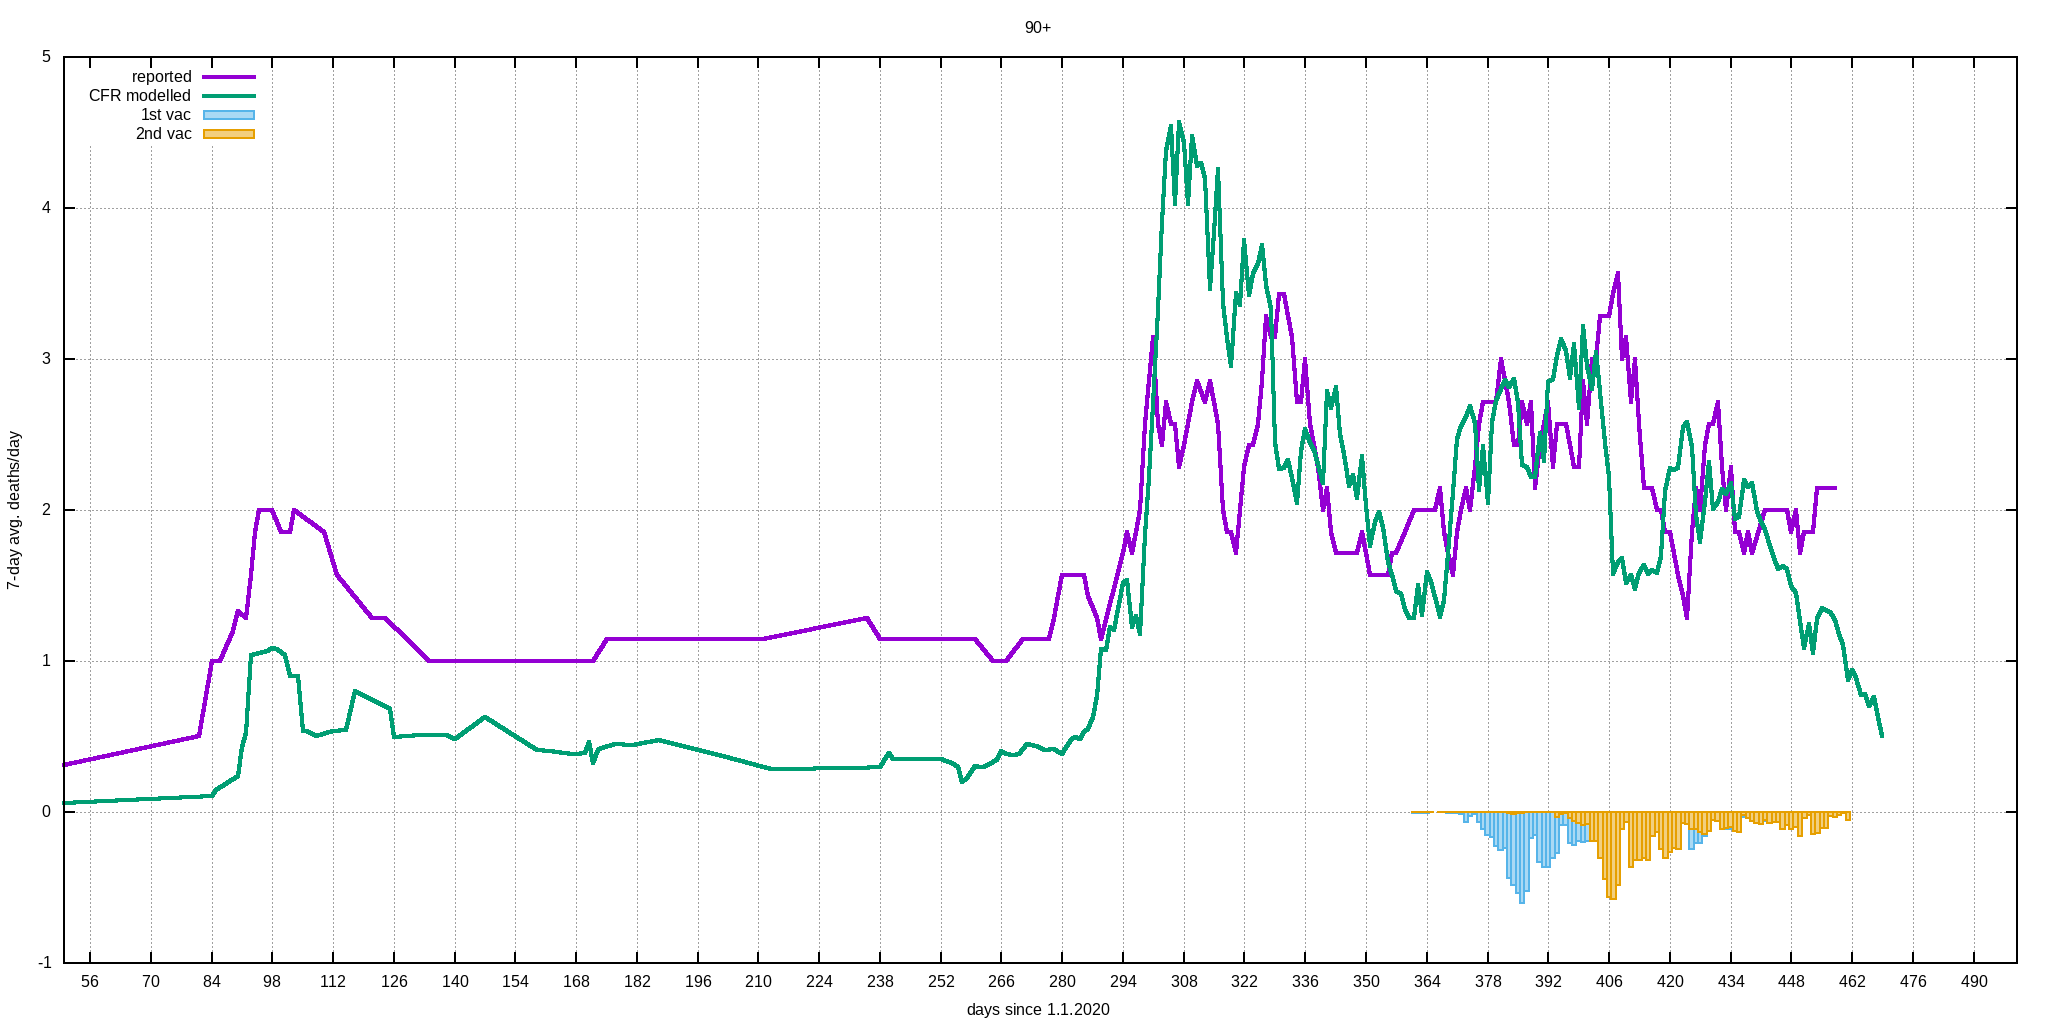 90+
reported
CFR modelled
1st vac
2nd vac
5
4
3
2
1
0
-1
7-day avg. deaths/day
56 70 84 98 112 126 140 154 168 182 196 210 224 238 252 266 280 294 308 322 336 350 364 378 392 406 420 434 448 462 476 490
days since 1.1.2020